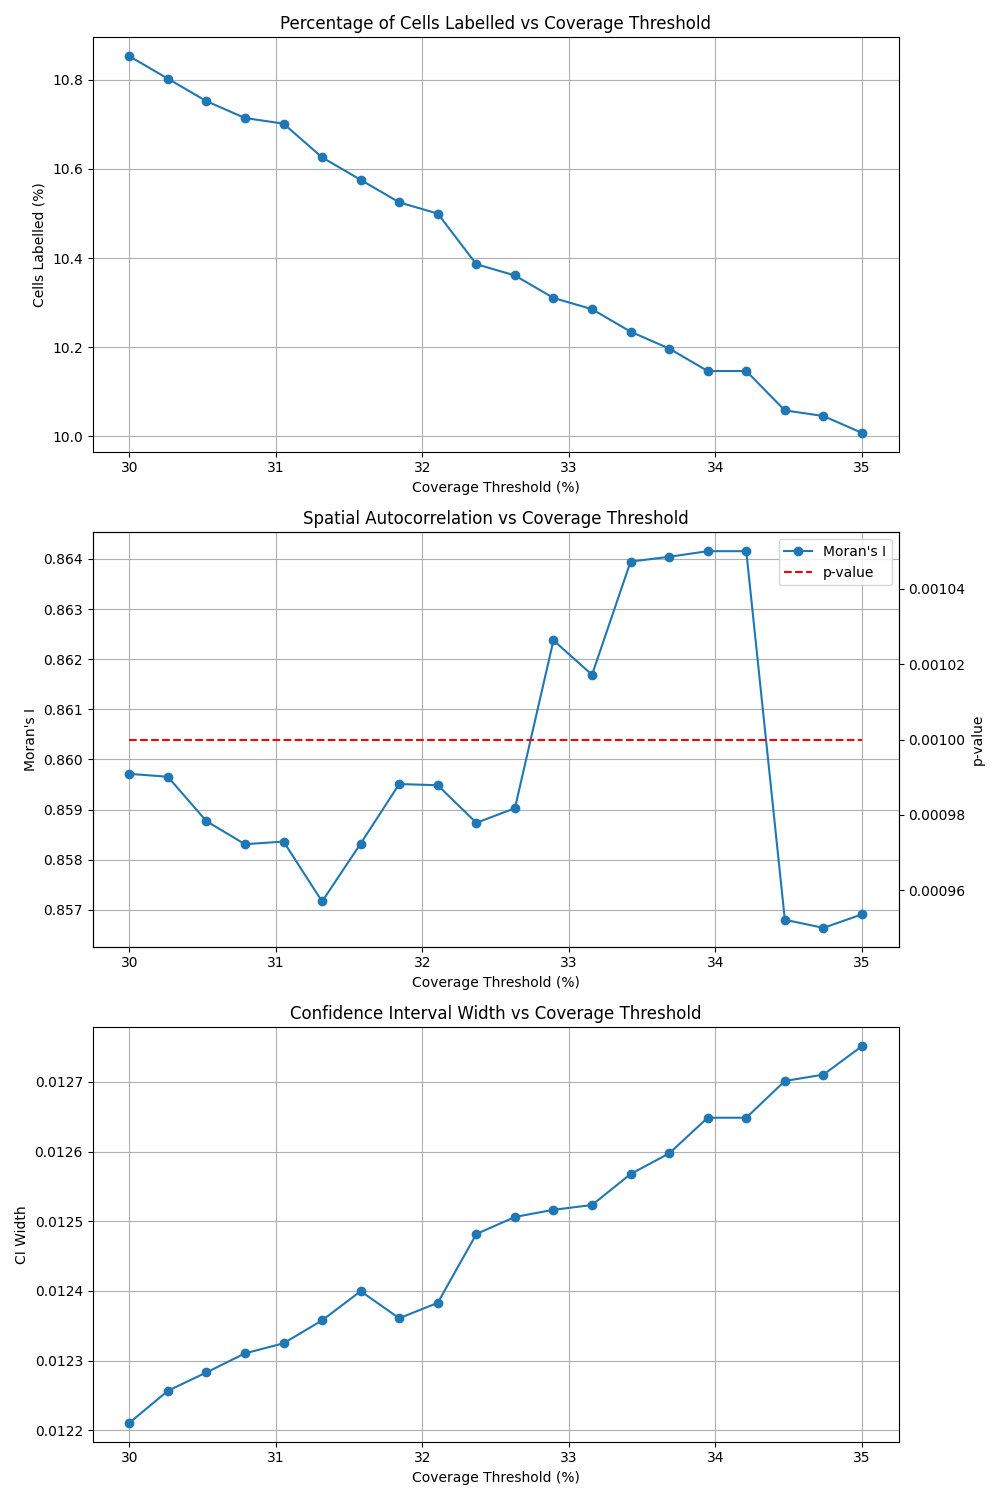 Percentage of Cells Labelled vs Coverage Threshold
Cells Labelled (%)
10.8
10.6
10.4
10.2
10.0
30 31 32 33 34 35
Coverage Threshold (%)
Spatial Autocorrelation vs Coverage Threshold
Moran's I
0.864
0.863
0.862
0.861
0.860
0.859
0.858
0.857
Moran's I
p-value
0.00104
0.00102
0.00100
0.00098
0.00096
p-value
30 31 32 33 34 35
Coverage Threshold (%)
Confidence Interval Width vs Coverage Threshold
CI Width
0.0127
0.0126
0.0125
0.0124
0.0123
0.0122
30 31 32 33 34 35
Coverage Threshold (%)